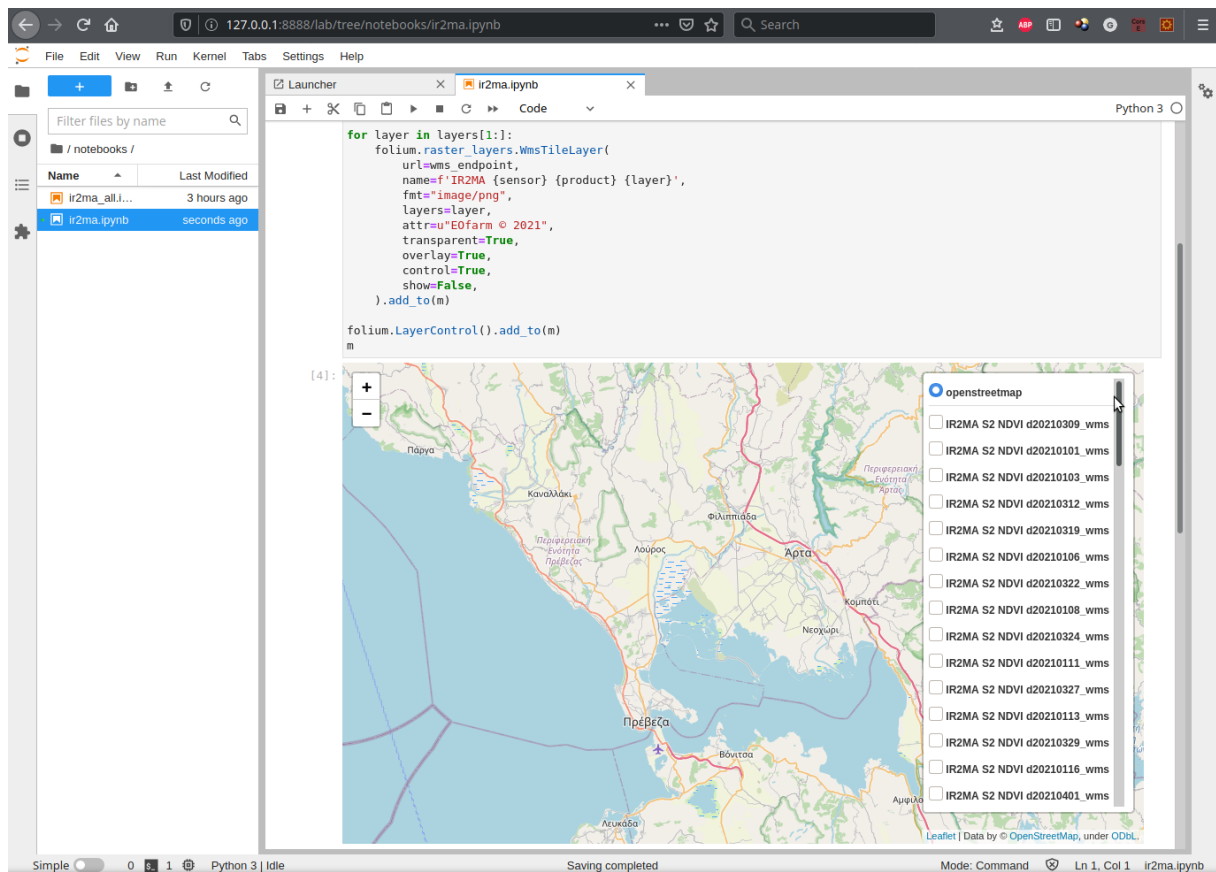 127.0.0.1:8888/lab/tree/notebooks/ir2ma.ipynb
Search
ABP
G
File Edit View Run Kernel Tabs Settings Help
+
Launcher
ir2ma.ipynb
Code
Python 3
Filter files by name
/ notebooks /
Name Last Modified
ir2ma_all.i… 3 hours ago
ir2ma.ipynb seconds ago
for layer in layers[1:]:
    folium.raster_layers.WmsTileLayer(
        url=wms_endpoint,
        name=f'IR2MA {sensor} {product} {layer}',
        fmt="image/png",
        layers=layer,
        attr=u"EOfarm © 2021",
        transparent=True,
        overlay=True,
        control=True,
        show=False,
    ).add_to(m)
folium.LayerControl().add_to(m)
m
[4]:
+
−
openstreetmap
IR2MA S2 NDVI d20210309_wms
IR2MA S2 NDVI d20210101_wms
IR2MA S2 NDVI d20210103_wms
IR2MA S2 NDVI d20210312_wms
IR2MA S2 NDVI d20210319_wms
IR2MA S2 NDVI d20210106_wms
IR2MA S2 NDVI d20210322_wms
IR2MA S2 NDVI d20210108_wms
IR2MA S2 NDVI d20210324_wms
IR2MA S2 NDVI d20210111_wms
IR2MA S2 NDVI d20210327_wms
IR2MA S2 NDVI d20210113_wms
IR2MA S2 NDVI d20210329_wms
IR2MA S2 NDVI d20210116_wms
IR2MA S2 NDVI d20210401_wms
Πάργα
Καναλλάκι
Περιφερειακή
Ενότητα
Άρτας
Φιλιππιάδα
Περιφερειακή
Ενότητα
Πρέβεζας
Λούρος
Άρτα
Κομπότι
Νεοχώρι
Πρέβεζα
Βόνιτσα
Αμφιλο
Λευκάδα
Leaflet | Data by © OpenStreetMap, under ODbL.
Simple 0 1 Python 3 | Idle Saving completed Mode: Command Ln 1, Col 1 ir2ma.ipynb